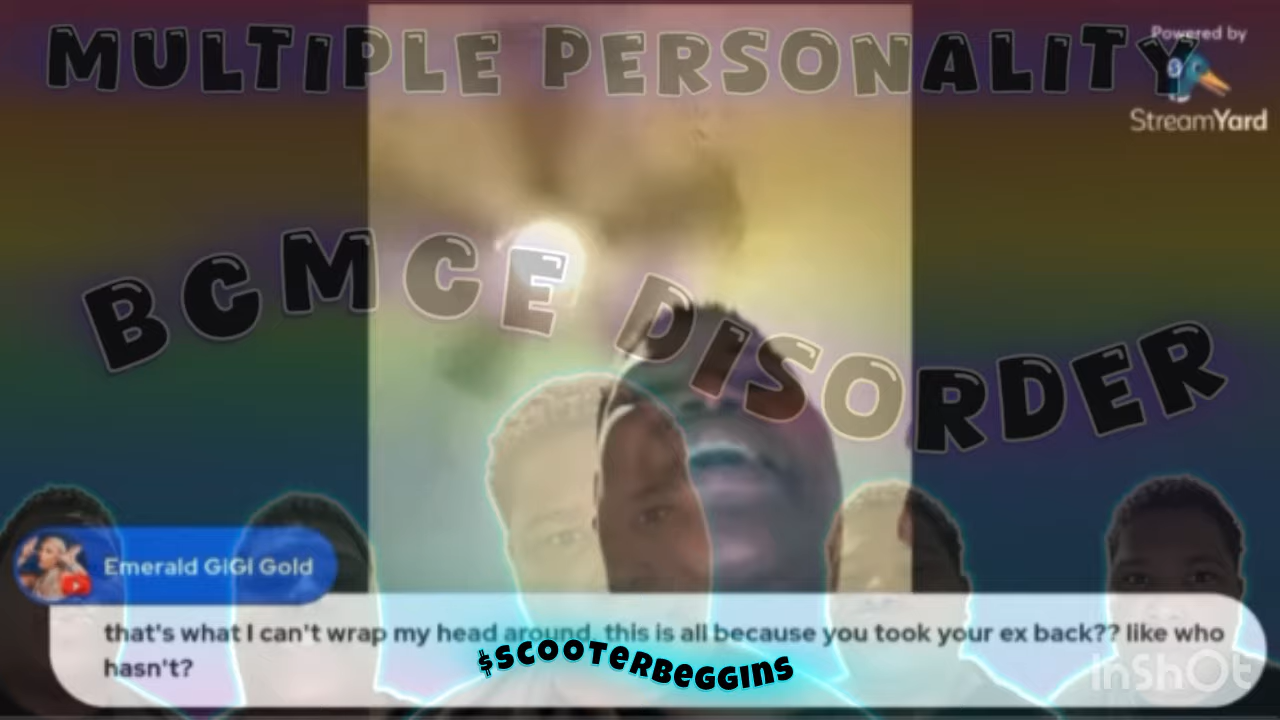 MULTIPLE PERSONALITY
Powered by
StreamYard
BCMCE DISORDER
Emerald GIGI Gold
that's what I can't wrap my head around, this is all because you took your ex back?? like who
hasn't?
$SCOOTERBEGGINS
InShOt